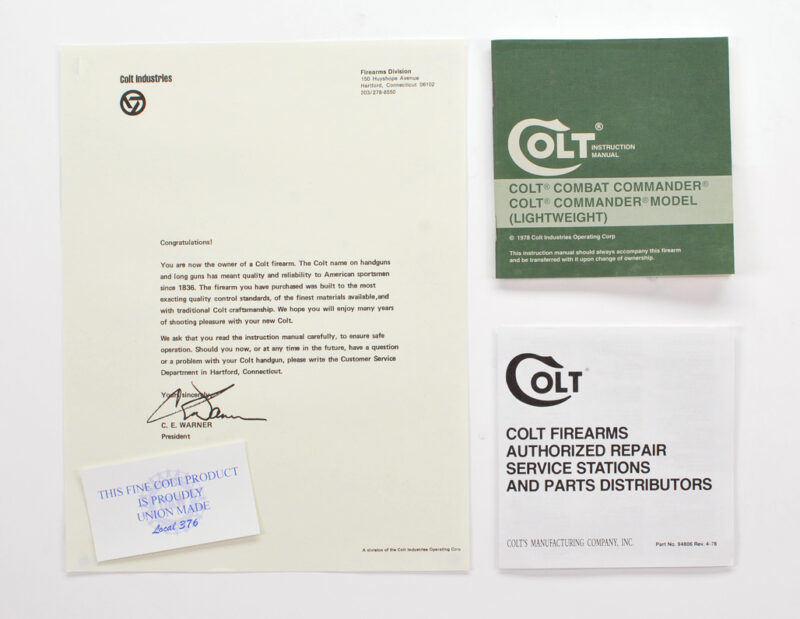 Colt Industries
Firearms Division
150 Huyshope Avenue
Hartford, Connecticut 06102
203/278-8550
Congratulations!
You are now the owner of a Colt firearm. The Colt name on handguns
and long guns has meant quality and reliability to American sportsmen
since 1836. The firearm you have purchased was built to the most
exacting quality control standards, of the finest materials available,and
with traditional Colt craftsmanship. We hope you will enjoy many years
of shooting pleasure with your new Colt.
We ask that you read the instruction manual carefully, to ensure safe
operation. Should you now, or at any time in the future, have a question
or a problem with your Colt handgun, please write the Customer Service
Department in Hartford, Connecticut.
Yours sincerely,
C. E. WARNER
President
A division of the Colt Industries Operating Corp
THIS FINE COLT PRODUCT
IS PROUDLY
UNION MADE
Local 376
COLT®
INSTRUCTION
MANUAL
COLT® COMBAT COMMANDER®
COLT® COMMANDER® MODEL
(LIGHTWEIGHT)
© 1978 Colt Industries Operating Corp
This instruction manual should always accompany this firearm
and be transferred with it upon change of ownership.
COLT®
COLT FIREARMS
AUTHORIZED REPAIR
SERVICE STATIONS
AND PARTS DISTRIBUTORS
COLT'S MANUFACTURING COMPANY, INC.
Part No. 94806 Rev. 4-78